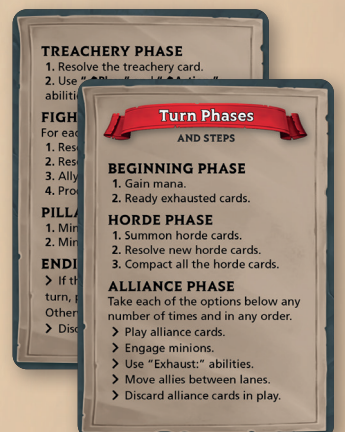 TREACHERY PHASE
1. Resolve the treachery card.
2. Use
FIGH
For eac
1. Res
2. Res
3. Ally
4. Pro
PILLA
1. Min
2. Min
ENDI
> If th
turn, p
Other
> Disc
Turn Phases
AND STEPS
BEGINNING PHASE
1. Gain mana.
2. Ready exhausted cards.
HORDE PHASE
1. Summon horde cards.
2. Resolve new horde cards.
3. Compact all the horde cards.
ALLIANCE PHASE
Take each of the options below any
number of times and in any order.
> Play alliance cards.
> Engage minions.
> Use “Exhaust:” abilities.
> Move allies between lanes.
> Discard alliance cards in play.